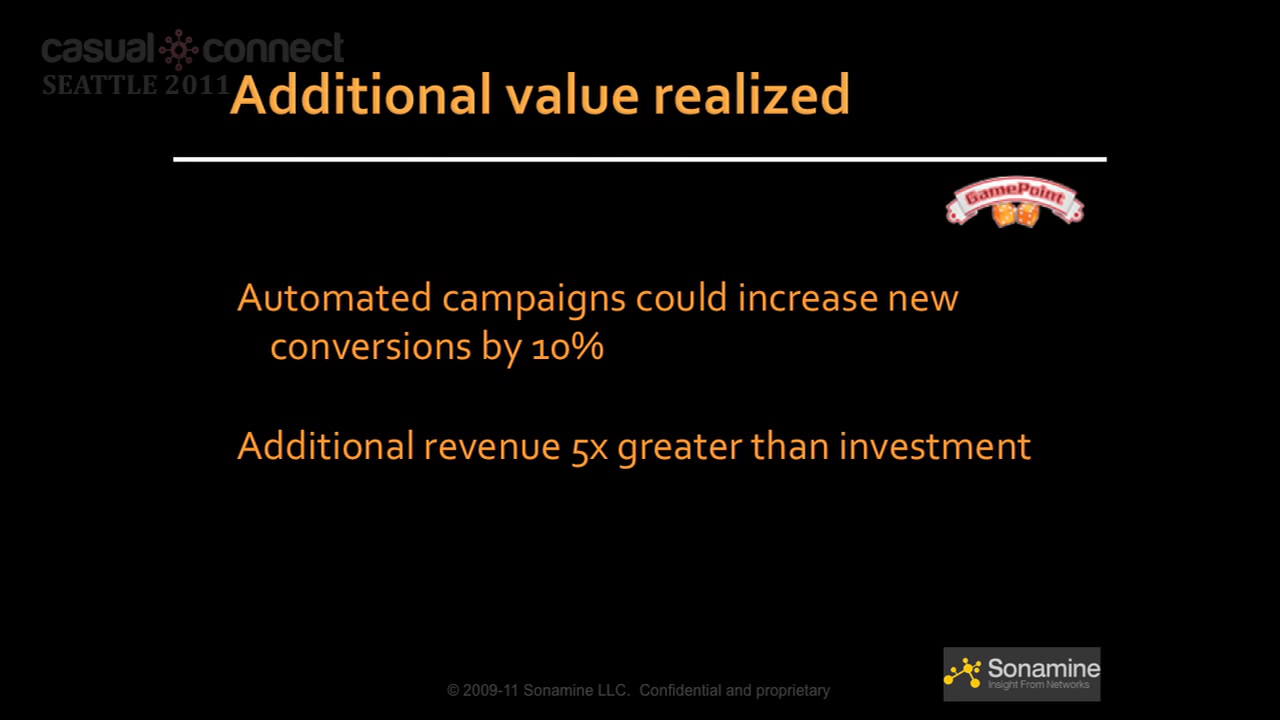 casual connect
SEATTLE 2011
Additional value realized
GamePoint
Automated campaigns could increase new
conversions by 10%
Additional revenue 5x greater than investment
Sonamine
Insight From Networks
© 2009-11 Sonamine LLC. Confidential and proprietary